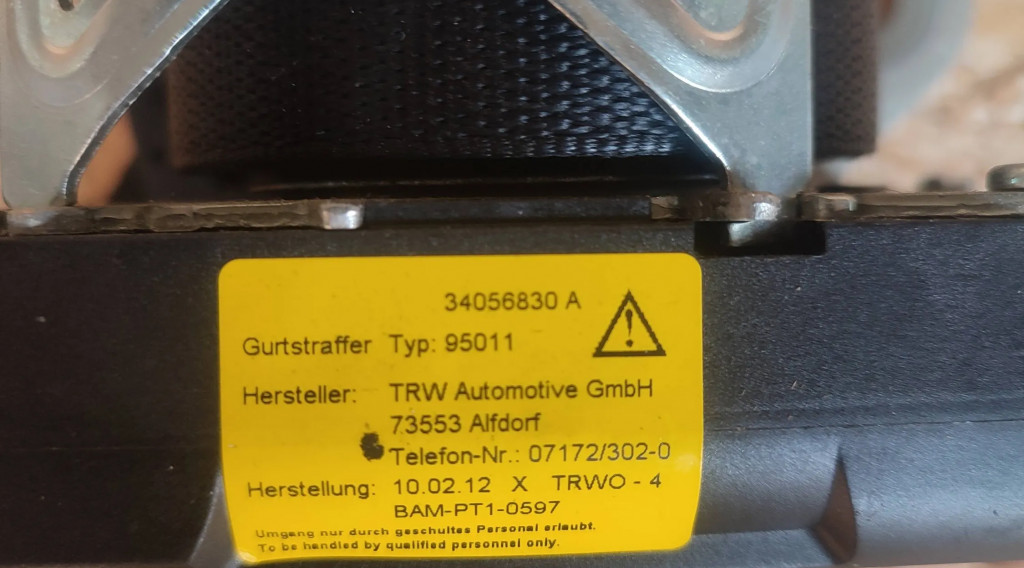 34056830 A
Gurtstraffer Typ: 95011
Hersteller: TRW Automotive GmbH
73553 Alfdorf
Telefon-Nr.: 07172/302-0
Herstellung: 10.02.12 X TRWO - 4
BAM-PT1-0597
Umgang nur durch geschultes Personal erlaubt.
To be handled by qualified personnel only.